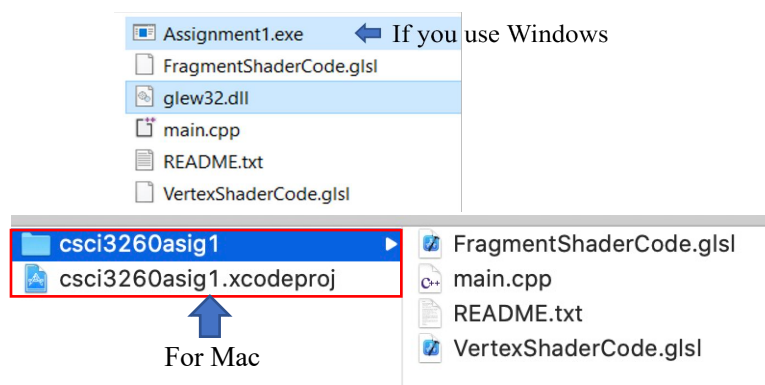 Assignment1.exe If you use Windows
FragmentShaderCode.glsl
glew32.dll
main.cpp
README.txt
VertexShaderCode.glsl
csci3260asig1 FragmentShaderCode.glsl
csci3260asig1.xcodeproj main.cpp
README.txt
For Mac VertexShaderCode.glsl